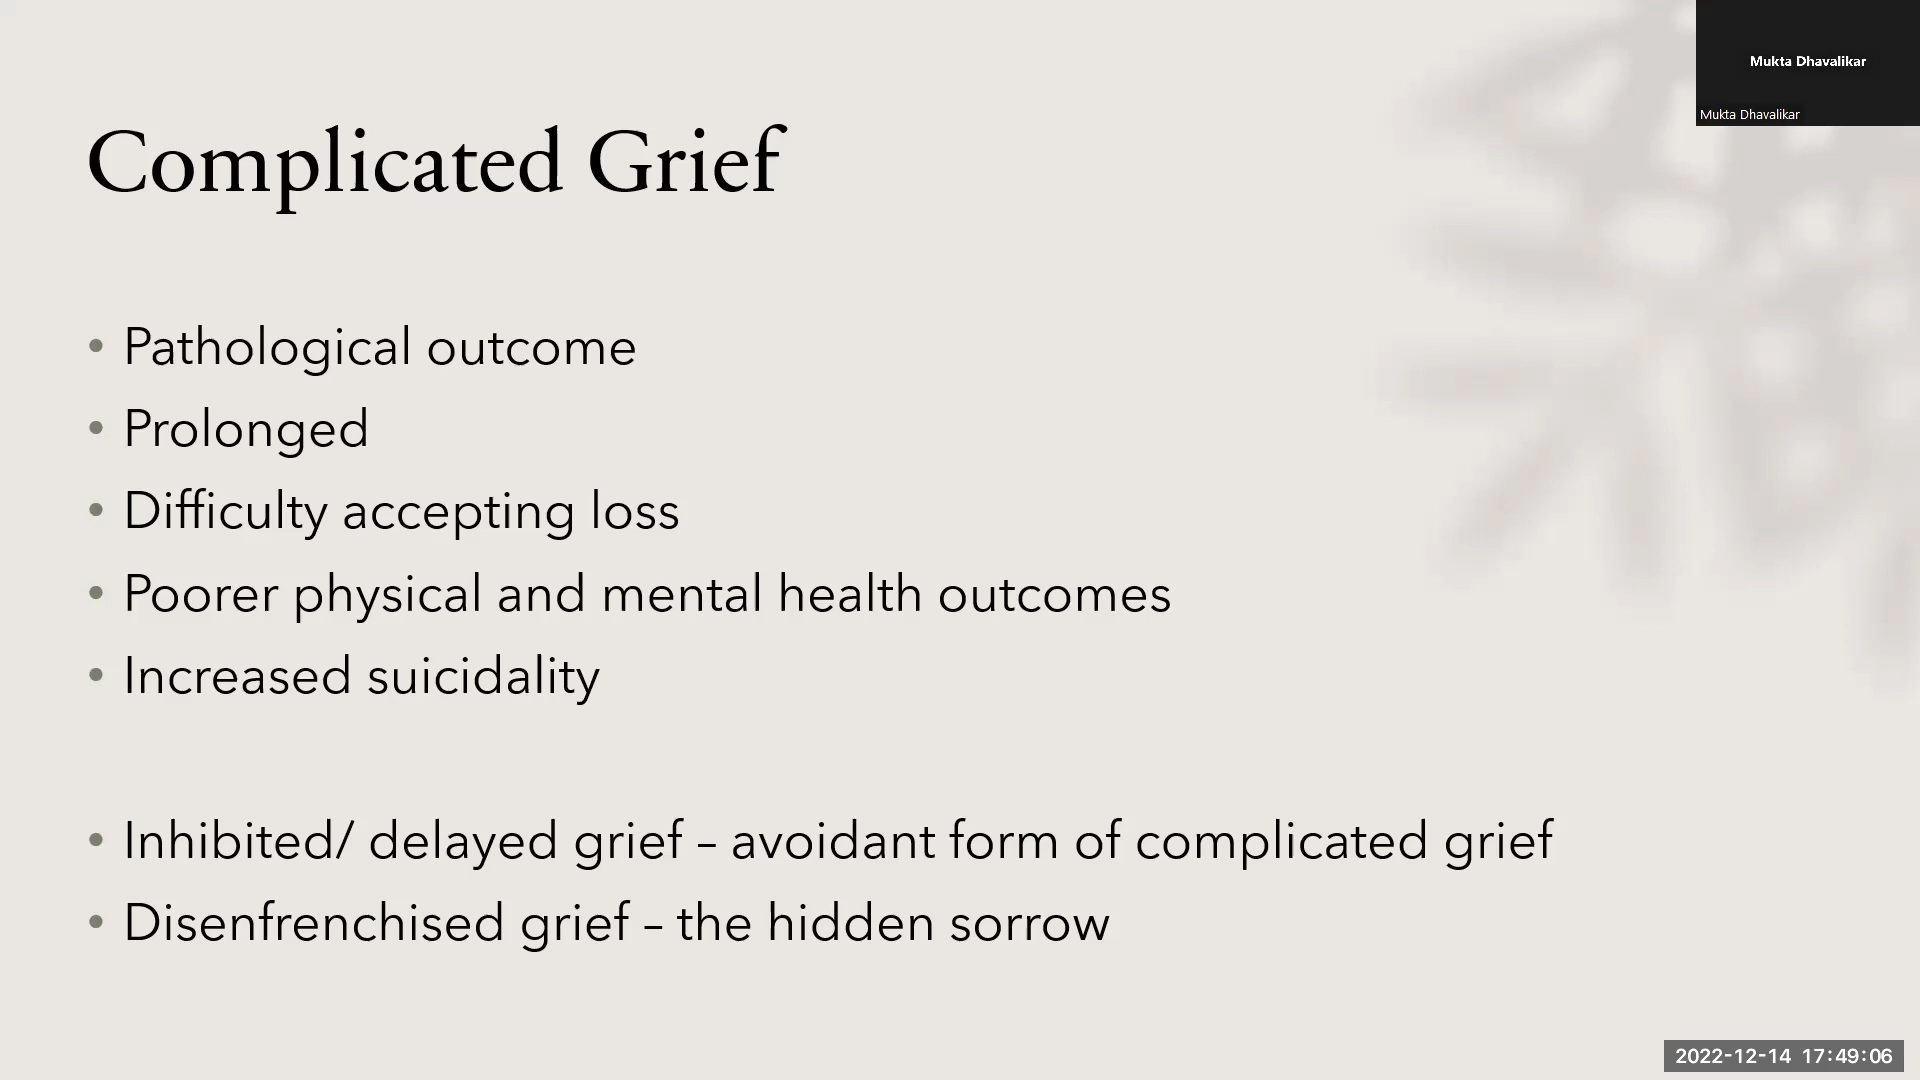 Mukta Dhavalikar
Mukta Dhavalikar
Complicated Grief
• Pathological outcome
• Prolonged
• Difficulty accepting loss
• Poorer physical and mental health outcomes
• Increased suicidality
• Inhibited/ delayed grief – avoidant form of complicated grief
• Disenfrenchised grief – the hidden sorrow
2022-12-14 17:49:06